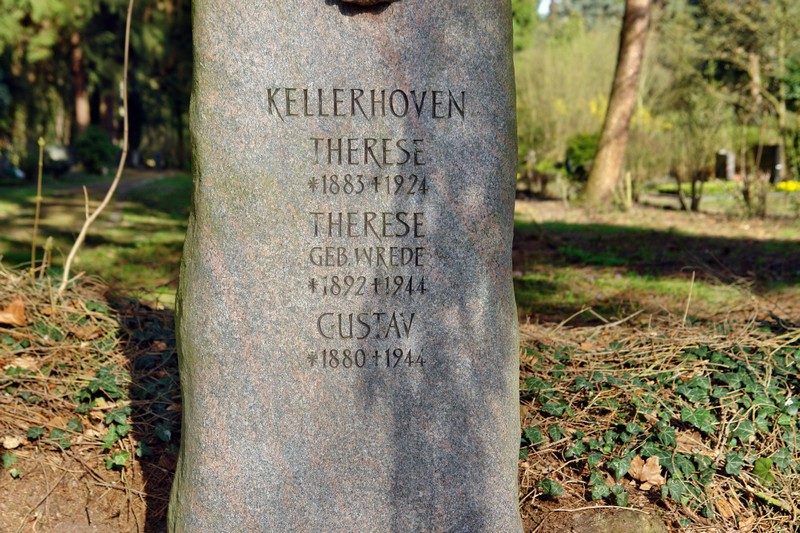 KELLERHOVEN
THERESE
*1883 †1924
THERESE
GEB. WREDE
*1892 †1944
GUSTAV
*1880 †1944